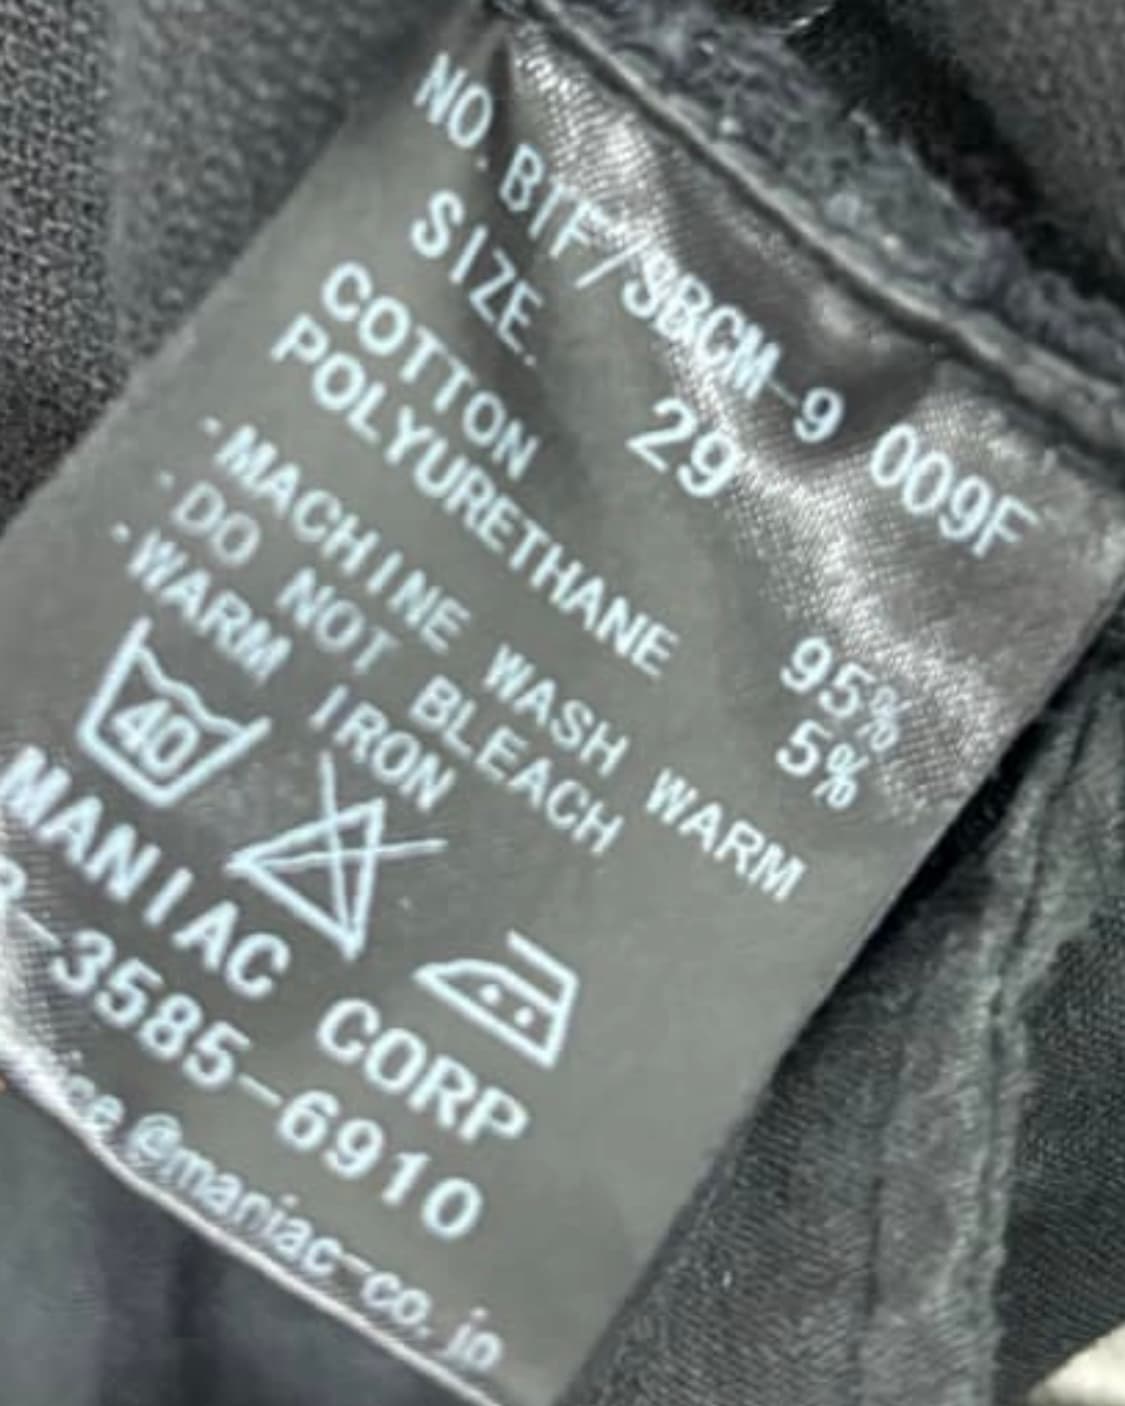 NO. BTF/SBCM-9 009F
SIZE. 29
COTTON 95%
POLYURETHANE 5%
-MACHINE WASH WARM
-DO NOT BLEACH
-WARM IRON
40
MANIAC CORP
-3585-6910
@maniac-co.jp